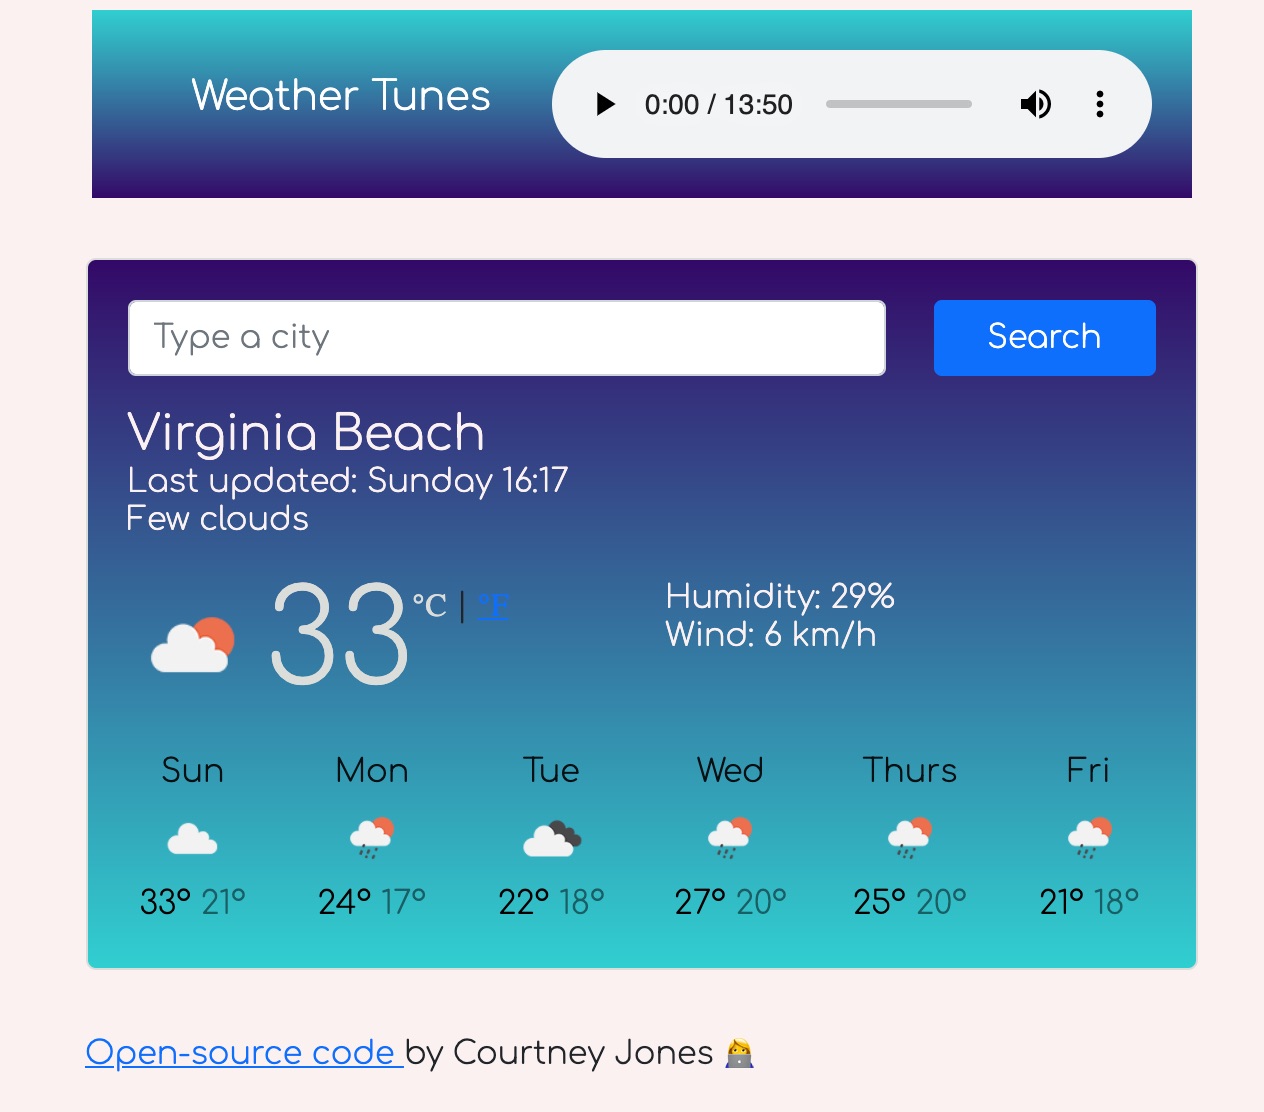 Weather Tunes
0:00 / 13:50
Type a city
Search
Virginia Beach
Last updated: Sunday 16:17
Few clouds
33 °C | °F
Humidity: 29%
Wind: 6 km/h
Sun Mon Tue Wed Thurs Fri
33° 21° 24° 17° 22° 18° 27° 20° 25° 20° 21° 18°
Open-source code by Courtney Jones 👩‍💻